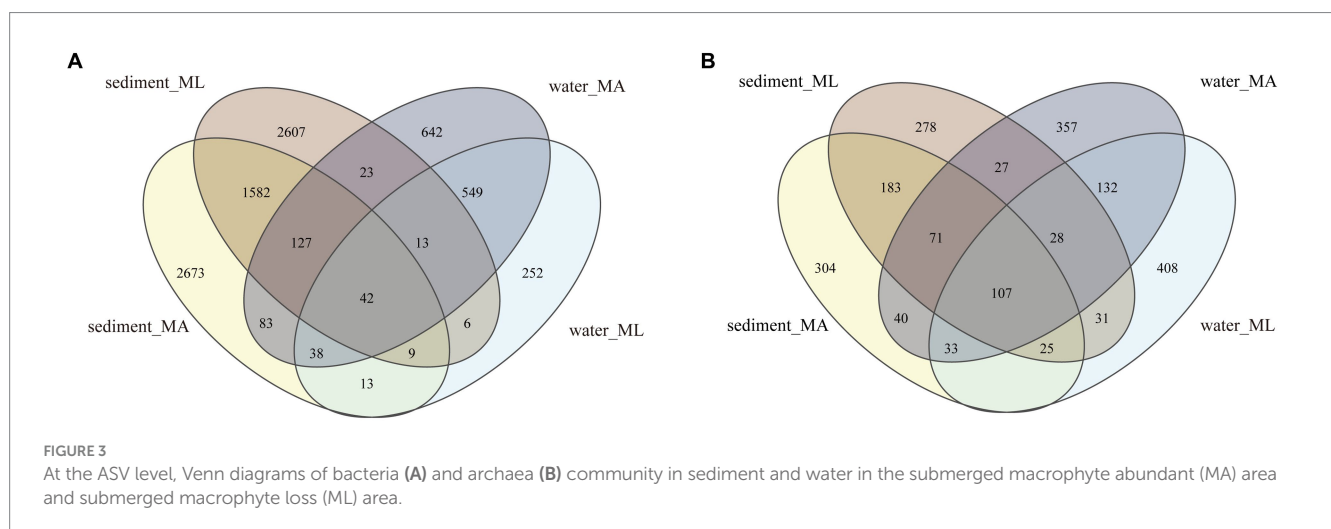 A
B
sediment_ML
water_MA
2607
642
23
1582
549
127
13
2673
252
42
sediment_MA
83
6
water_ML
38
9
13
sediment_ML
water_MA
278
357
27
183
132
71
28
304
408
107
sediment_MA
40
31
water_ML
33
25
FIGURE 3
At the ASV level, Venn diagrams of bacteria (A) and archaea (B) community in sediment and water in the submerged macrophyte abundant (MA) area
and submerged macrophyte loss (ML) area.